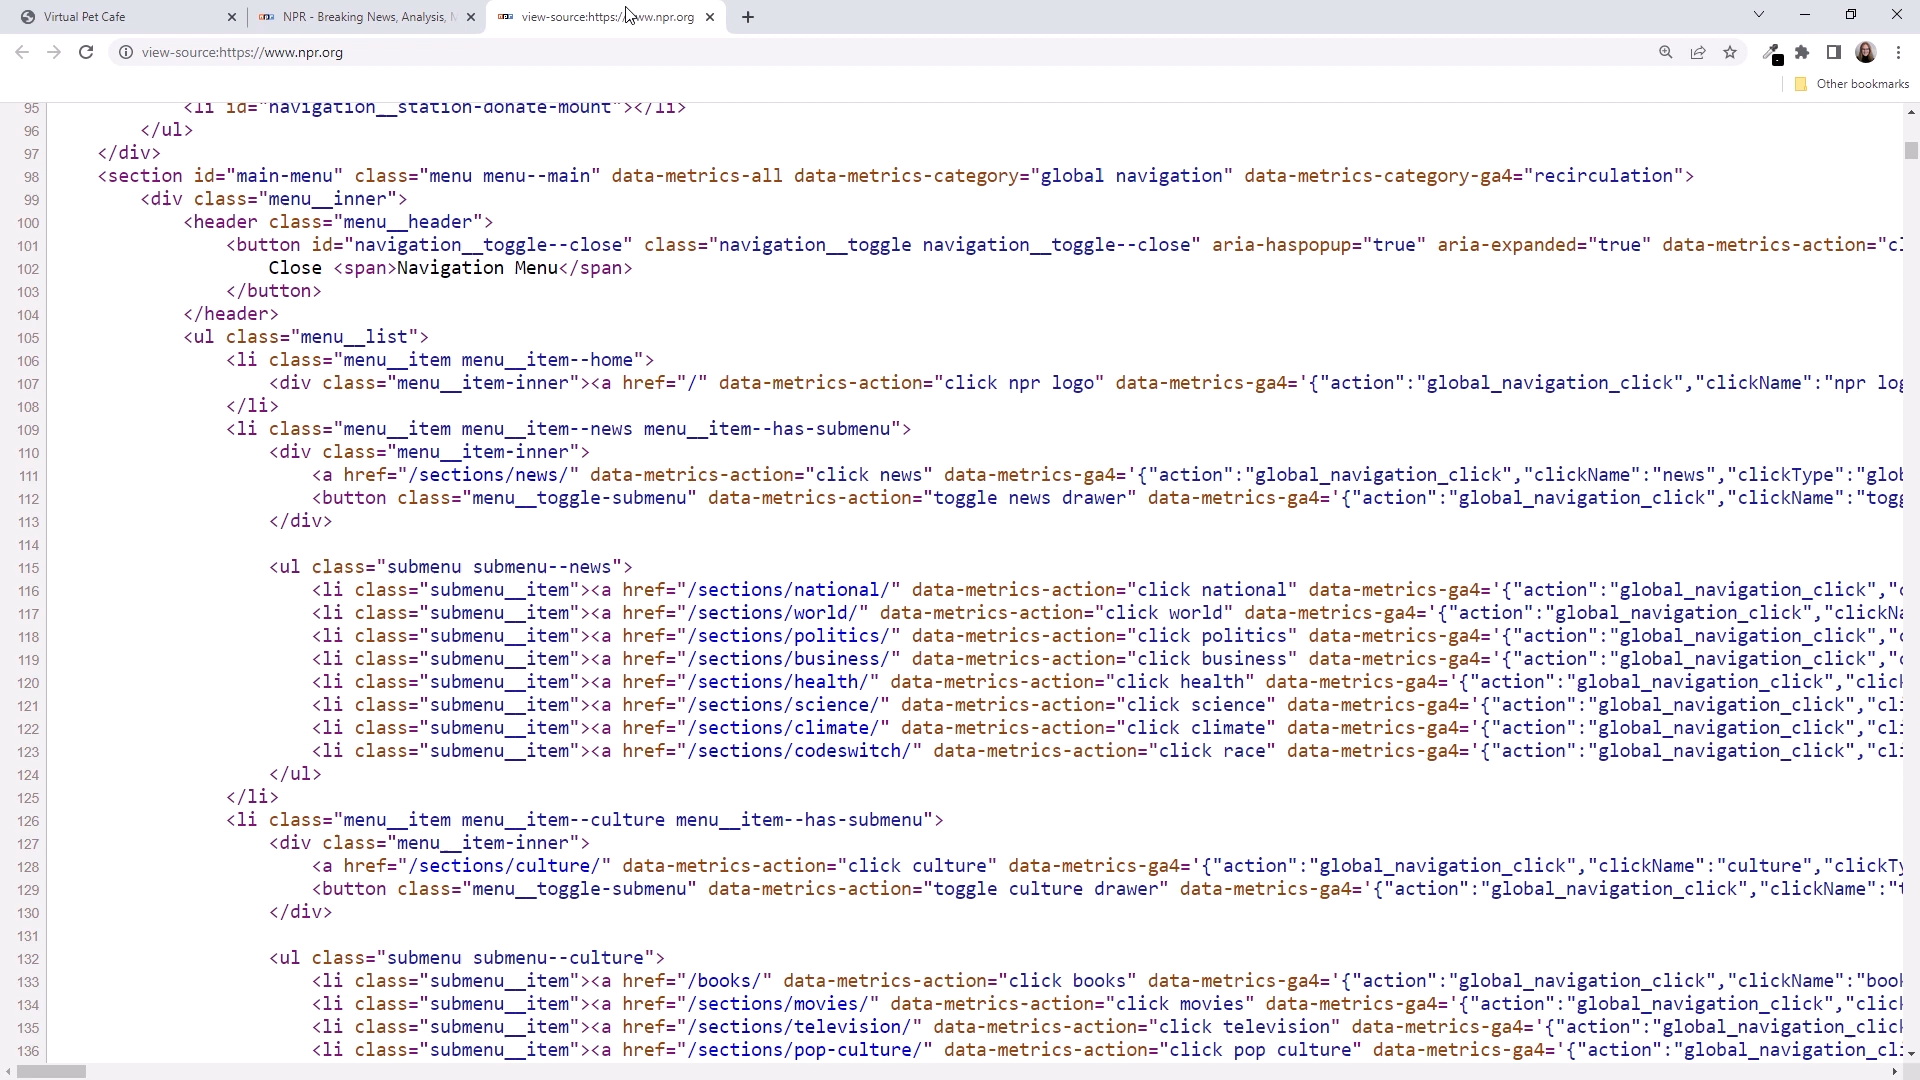 Virtual Pet Cafe
NPR - Breaking News, Analysis,
view-source:https://www.npr.org
view-source:https://www.npr.org
Other bookmarks
95 <li id="navigation__station-donate-mount"></li>
96 </ul>
97 </div>
98 <section id="main-menu" class="menu menu--main" data-metrics-all data-metrics-category="global navigation" data-metrics-category-ga4="recirculation">
99 <div class="menu__inner">
100 <header class="menu__header">
101 <button id="navigation__toggle--close" class="navigation__toggle navigation__toggle--close" aria-haspopup="true" aria-expanded="true" data-metrics-action="cl
102 Close <span>Navigation Menu</span>
103 </button>
104 </header>
105 <ul class="menu__list">
106 <li class="menu__item menu__item--home">
107 <div class="menu__item-inner"><a href="/" data-metrics-action="click npr logo" data-metrics-ga4='{"action":"global_navigation_click","clickName":"npr log
108 </li>
109 <li class="menu__item menu__item--news menu__item--has-submenu">
110 <div class="menu__item-inner">
111 <a href="/sections/news/" data-metrics-action="click news" data-metrics-ga4='{"action":"global_navigation_click","clickName":"news","clickType":"glob
112 <button class="menu__toggle-submenu" data-metrics-action="toggle news drawer" data-metrics-ga4='{"action":"global_navigation_click","clickName":"togg
113 </div>
114
115 <ul class="submenu submenu--news">
116 <li class="submenu__item"><a href="/sections/national/" data-metrics-action="click national" data-metrics-ga4='{"action":"global_navigation_click","c
117 <li class="submenu__item"><a href="/sections/world/" data-metrics-action="click world" data-metrics-ga4='{"action":"global_navigation_click","clickNa
118 <li class="submenu__item"><a href="/sections/politics/" data-metrics-action="click politics" data-metrics-ga4='{"action":"global_navigation_click","c
119 <li class="submenu__item"><a href="/sections/business/" data-metrics-action="click business" data-metrics-ga4='{"action":"global_navigation_click","c
120 <li class="submenu__item"><a href="/sections/health/" data-metrics-action="click health" data-metrics-ga4='{"action":"global_navigation_click","click
121 <li class="submenu__item"><a href="/sections/science/" data-metrics-action="click science" data-metrics-ga4='{"action":"global_navigation_click","cli
122 <li class="submenu__item"><a href="/sections/climate/" data-metrics-action="click climate" data-metrics-ga4='{"action":"global_navigation_click","cli
123 <li class="submenu__item"><a href="/sections/codeswitch/" data-metrics-action="click race" data-metrics-ga4='{"action":"global_navigation_click","cli
124 </ul>
125 </li>
126 <li class="menu__item menu__item--culture menu__item--has-submenu">
127 <div class="menu__item-inner">
128 <a href="/sections/culture/" data-metrics-action="click culture" data-metrics-ga4='{"action":"global_navigation_click","clickName":"culture","clickTy
129 <button class="menu__toggle-submenu" data-metrics-action="toggle culture drawer" data-metrics-ga4='{"action":"global_navigation_click","clickName":"t
130 </div>
131
132 <ul class="submenu submenu--culture">
133 <li class="submenu__item"><a href="/books/" data-metrics-action="click books" data-metrics-ga4='{"action":"global_navigation_click","clickName":"book
134 <li class="submenu__item"><a href="/sections/movies/" data-metrics-action="click movies" data-metrics-ga4='{"action":"global_navigation_click","click
135 <li class="submenu__item"><a href="/sections/television/" data-metrics-action="click television" data-metrics-ga4='{"action":"global_navigation_click
136 <li class="submenu__item"><a href="/sections/pop-culture/" data-metrics-action="click pop culture" data-metrics-ga4='{"action":"global_navigation_cli